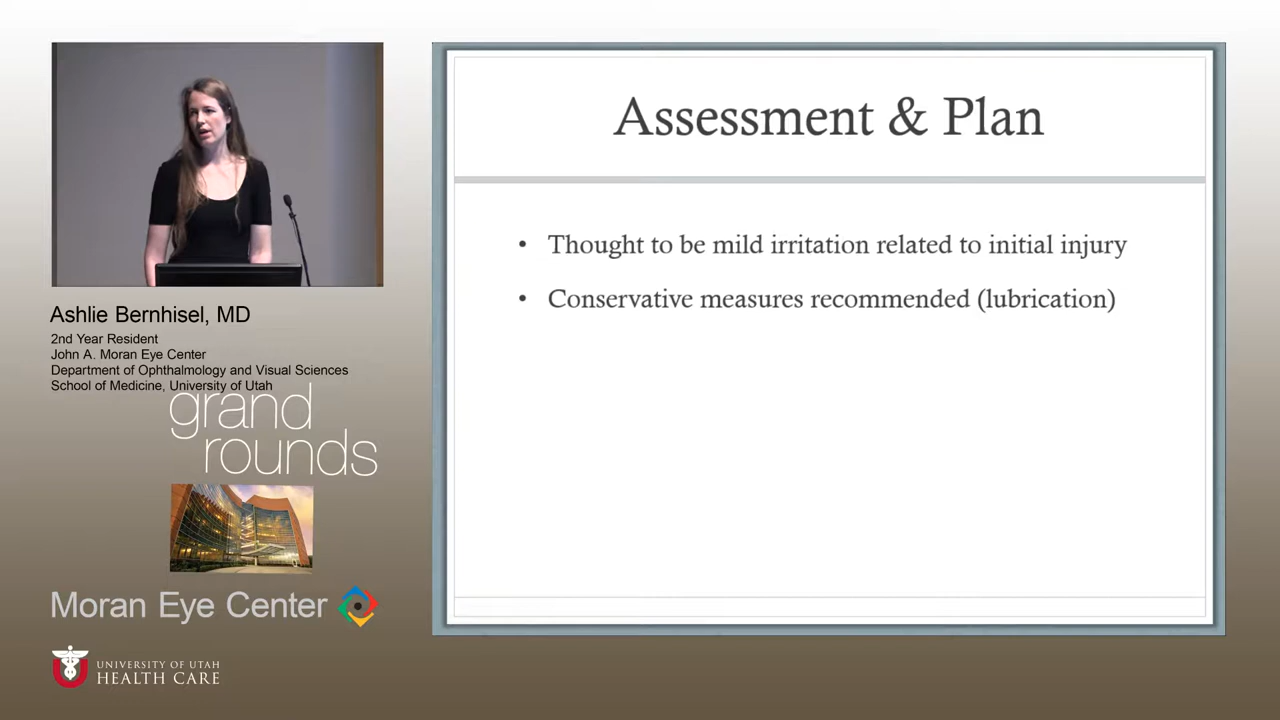 Assessment & Plan
• Thought to be mild irritation related to initial injury
• Conservative measures recommended (lubrication)
Ashlie Bernhisel, MD
2nd Year Resident
John A. Moran Eye Center
Department of Ophthalmology and Visual Sciences
School of Medicine, University of Utah
grand
rounds
Moran Eye Center
UNIVERSITY OF UTAH
HEALTH CARE